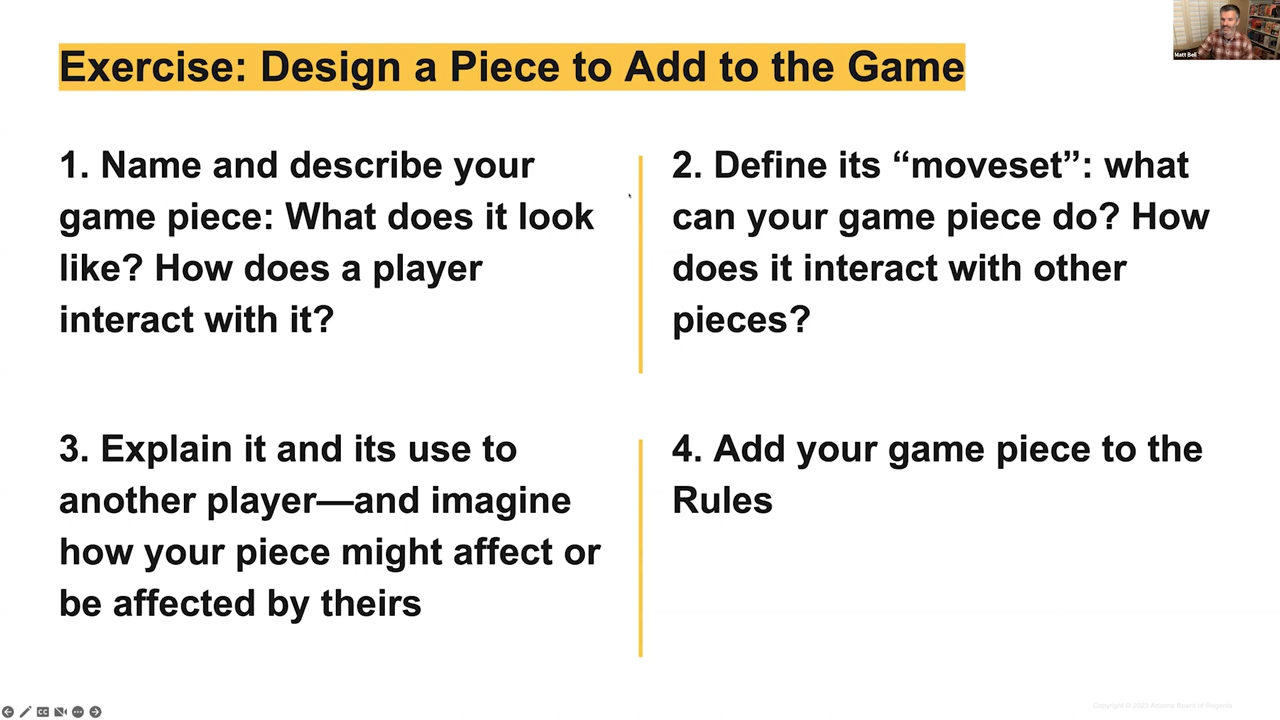 Matt Bell
Exercise: Design a Piece to Add to the Game
1. Name and describe your
game piece: What does it look
like? How does a player
interact with it?
2. Define its “moveset”: what
can your game piece do? How
does it interact with other
pieces?
3. Explain it and its use to
another player—and imagine
how your piece might affect or
be affected by theirs
4. Add your game piece to the
Rules
Copyright © 2023 Arizona Board of Regents